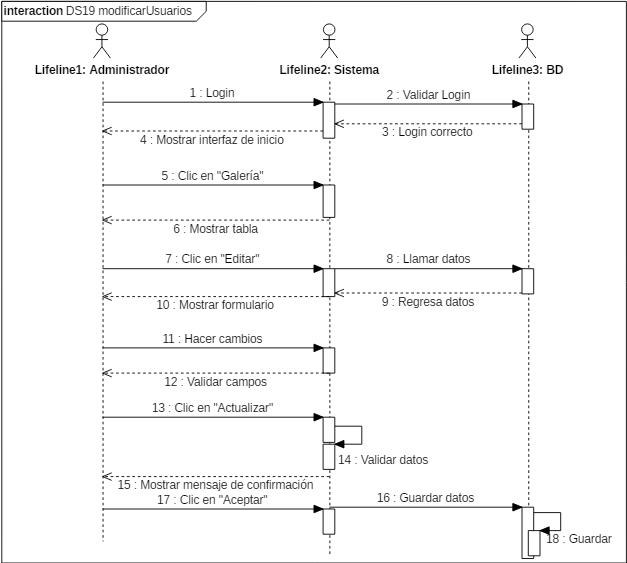 interaction DS19 modificarUsuarios
Lifeline1: Administrador
Lifeline2: Sistema
Lifeline3: BD
1 : Login
2 : Validar Login
3 : Login correcto
4 : Mostrar interfaz de inicio
5 : Clic en "Galería"
6 : Mostrar tabla
7 : Clic en "Editar"
8 : Llamar datos
9 : Regresa datos
10 : Mostrar formulario
11 : Hacer cambios
12 : Validar campos
13 : Clic en "Actualizar"
14 : Validar datos
15 : Mostrar mensaje de confirmación
16 : Guardar datos
17 : Clic en "Aceptar"
18 : Guardar